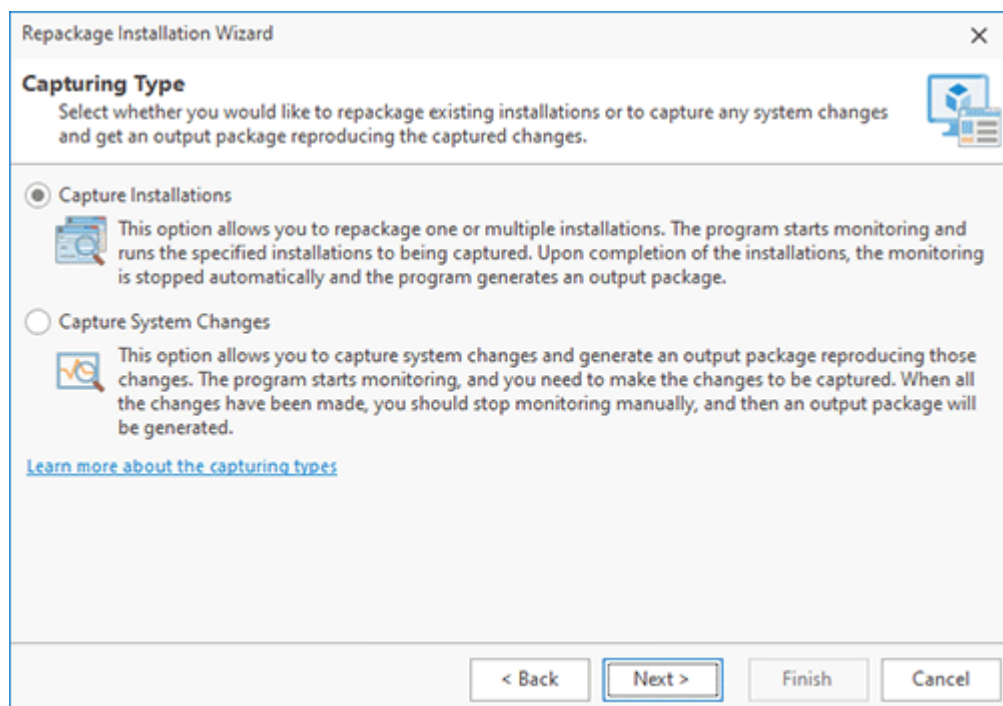 Repackage Installation Wizard
Capturing Type
Select whether you would like to repackage existing installations or to capture any system changes
and get an output package reproducing the captured changes.
Capture Installations
This option allows you to repackage one or multiple installations. The program starts monitoring and
runs the specified installations to being captured. Upon completion of the installations, the monitoring
is stopped automatically and the program generates an output package.
Capture System Changes
This option allows you to capture system changes and generate an output package reproducing those
changes. The program starts monitoring, and you need to make the changes to be captured. When all
the changes have been made, you should stop monitoring manually, and then an output package will
be generated.
Learn more about the capturing types
< Back Next > Finish Cancel